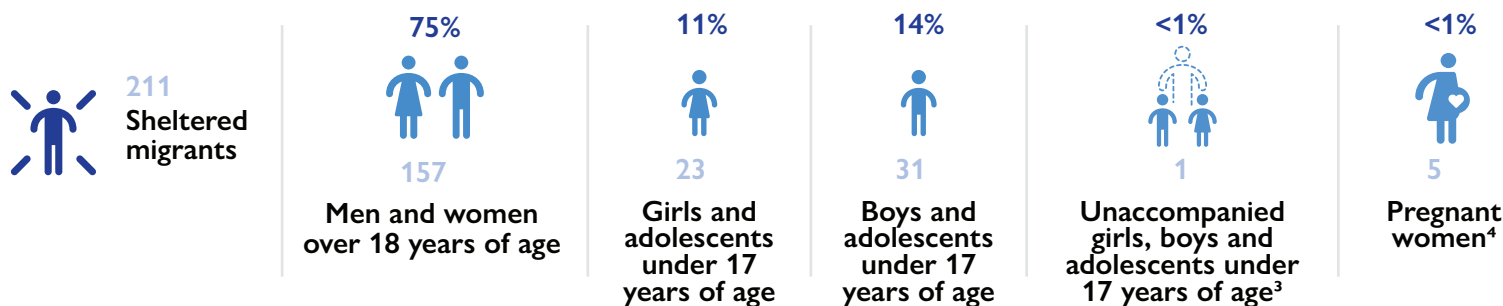 211
Sheltered
migrants
75%
157
Men and women
over 18 years of age
11%
23
Girls and
adolescents
under 17
years of age
14%
31
Boys and
adolescents
under 17
years of age
<1%
1
Unaccompanied
girls, boys and
adolescents under
17 years of age³
<1%
5
Pregnant
women⁴